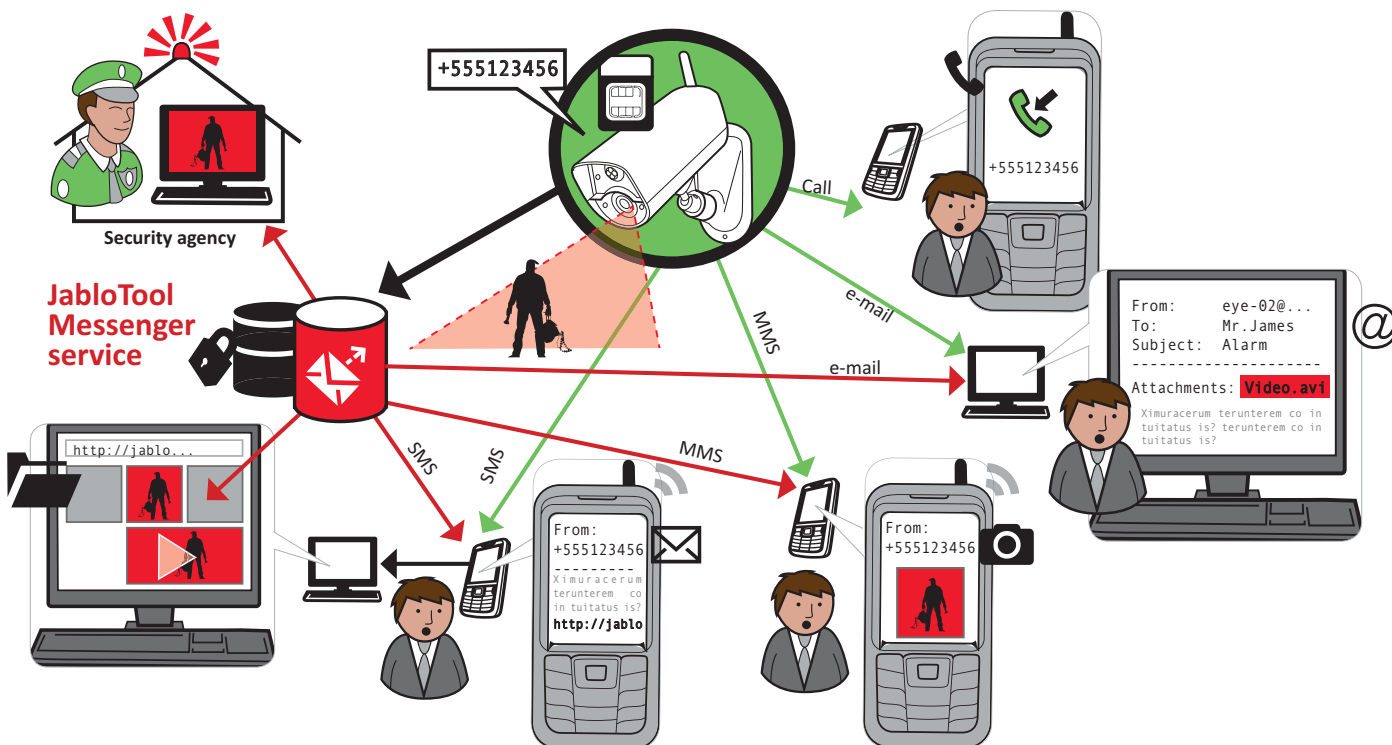 +555123456
Security agency
JabloTool
Messenger
service
Call
e-mail
MMS
SMS
e-mail
MMS
SMS
+555123456
From: eye-02@...
To: Mr.James
Subject: Alarm
---------------------
Attachments: Video.avi
Ximuracerum terunterem co in
tuitatus is? terunterem co in
tuitatus is?
@
http://jablo...
From:
+555123456
----------
Ximuracerum
terunterem co
in tuitatus is?
http://jablo
From:
+555123456